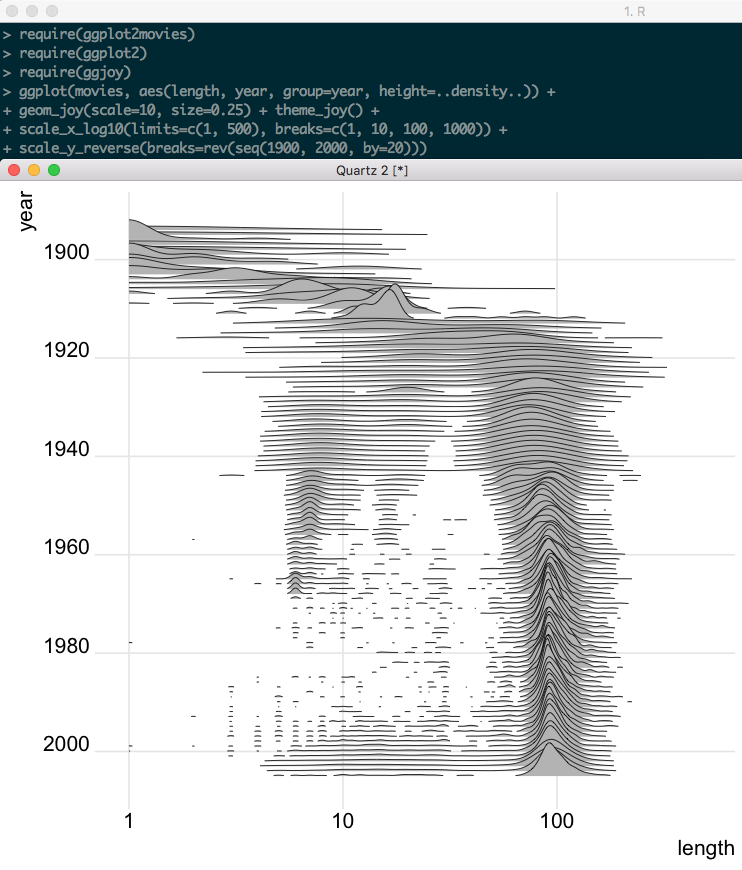 1. R
> require(ggplot2movies)
> require(ggplot2)
> require(ggjoy)
> ggplot(movies, aes(length, year, group=year, height=..density..)) +
+ geom_joy(scale=10, size=0.25) + theme_joy() +
+ scale_x_log10(limits=c(1, 500), breaks=c(1, 10, 100, 1000)) +
+ scale_y_reverse(breaks=rev(seq(1900, 2000, by=20)))
Quartz 2 [*]
year
1900
1920
1940
1960
1980
2000
1 10 100
length